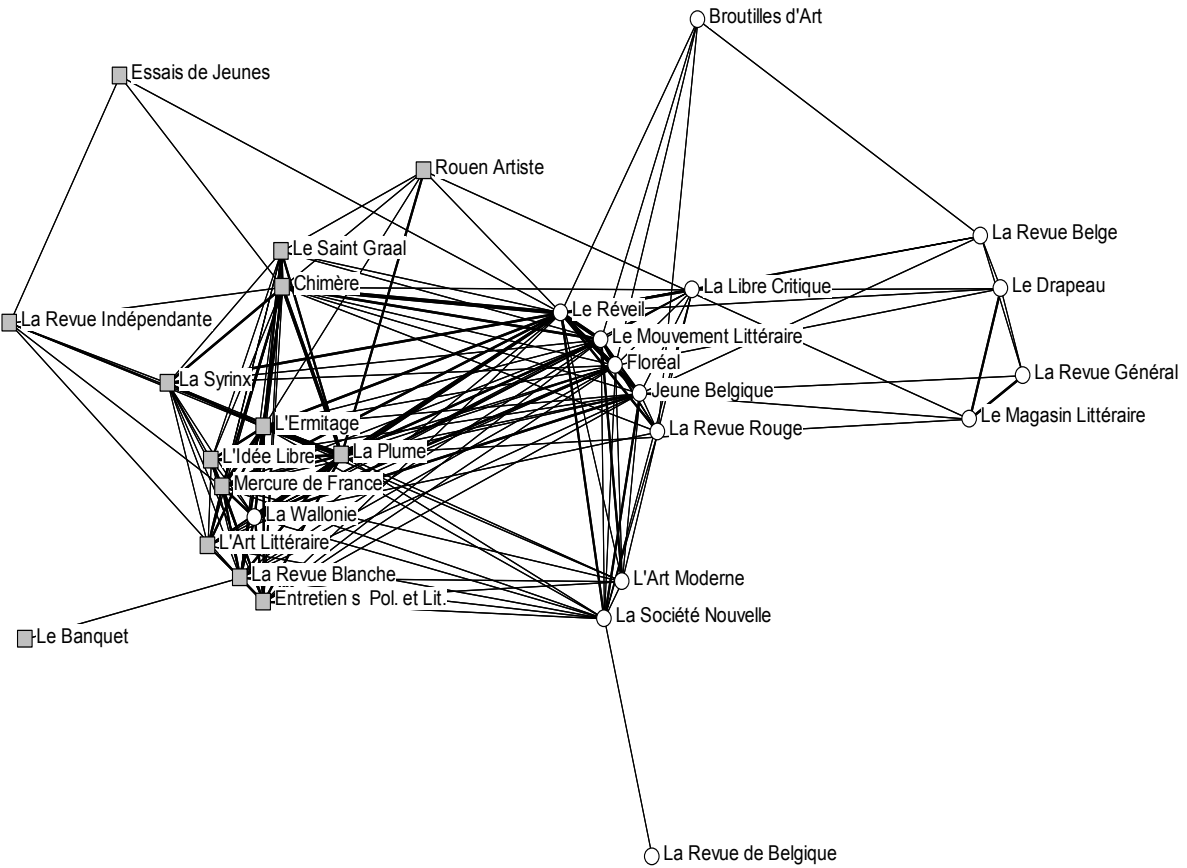 Broutilles d'Art
Essais de Jeunes
Rouen Artiste
La Revue Belge
Le Saint Graal
Chimère
La Libre Critique
Le Drapeau
Le Réveil
La Revue Indépendante
Le Mouvement Littéraire
Floréal
La Syrinx
La Revue Général
Jeune Belgique
Le Magasin Littéraire
L'Ermitage
La Revue Rouge
La Plume
L'Idée Libre
Mercure de France
La Wallonie
L'Art Littéraire
La Revue Blanche
L'Art Moderne
Entretien s Pol. et Lit.
La Société Nouvelle
Le Banquet
La Revue de Belgique